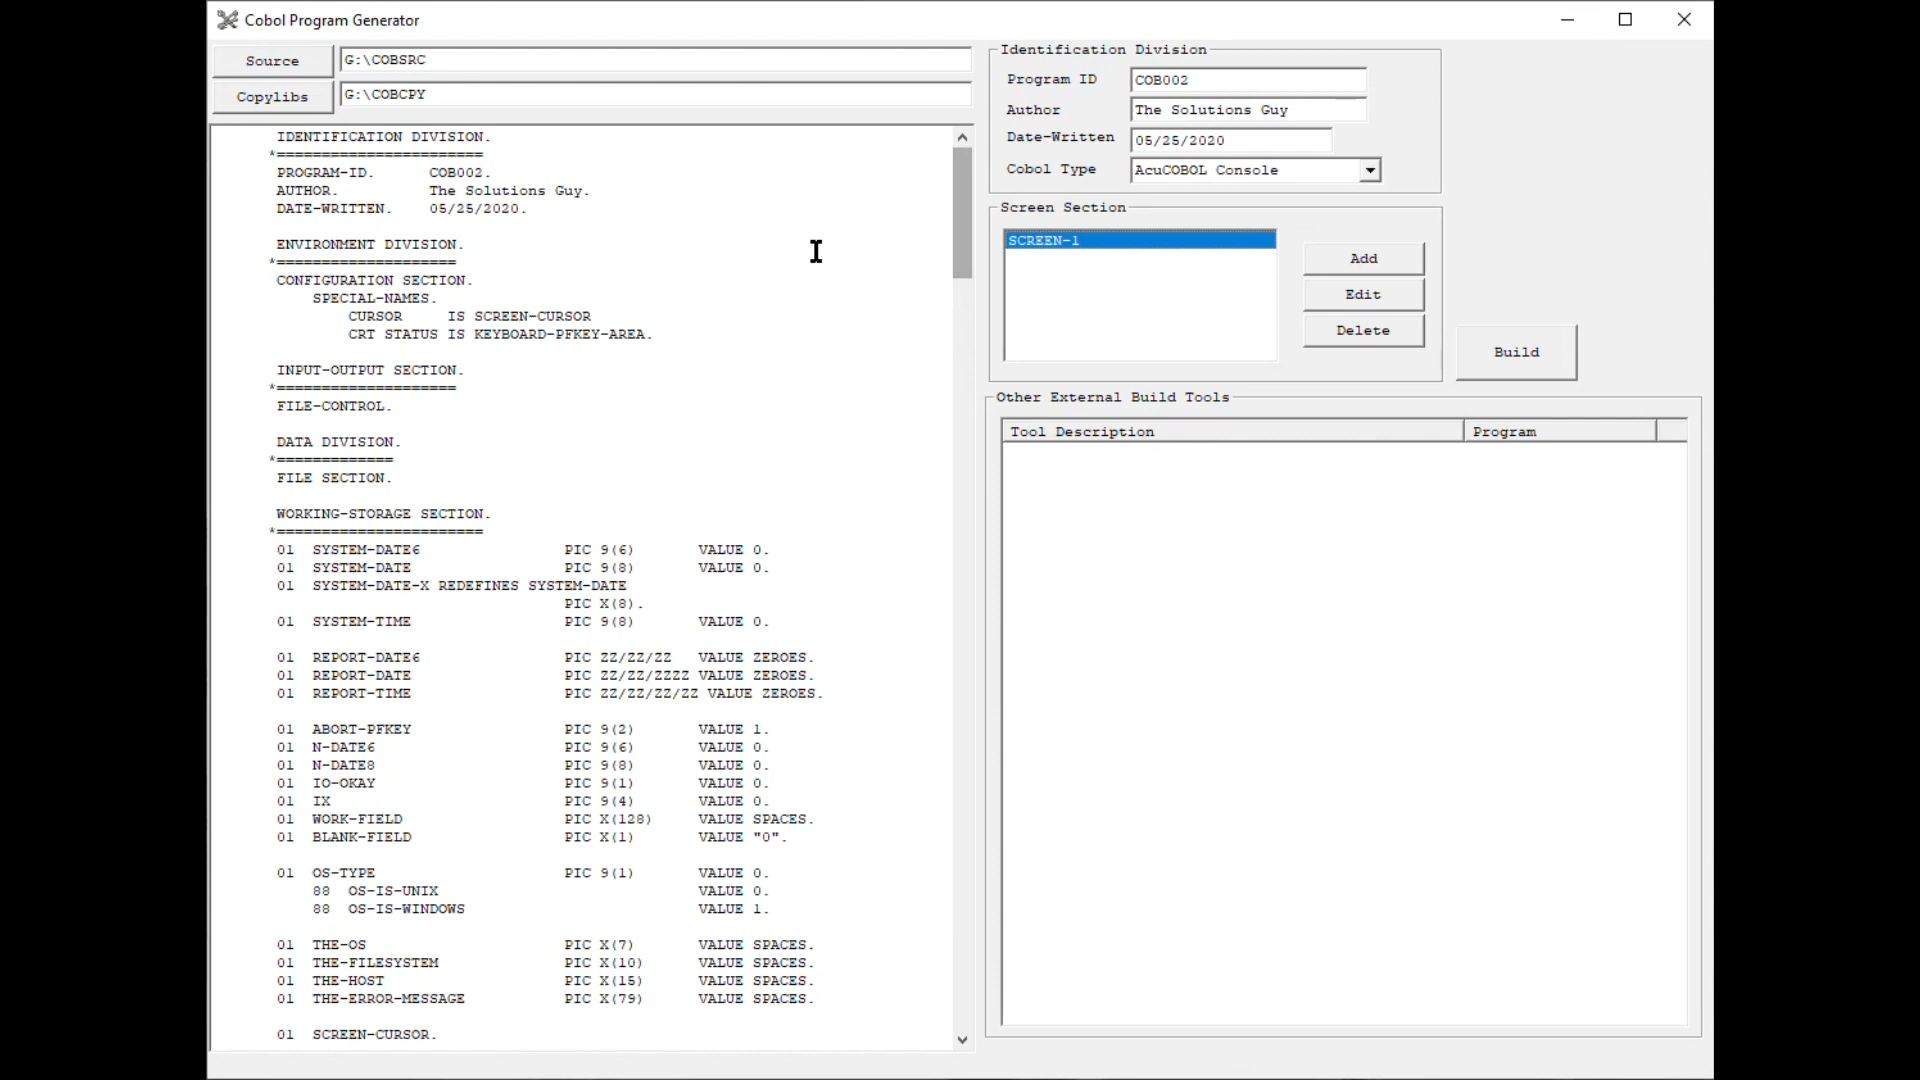 Cobol Program Generator
Source G:\COBSRC
Copylibs G:\COBCPY
IDENTIFICATION DIVISION.
*=======================
PROGRAM-ID. COB002.
AUTHOR. The Solutions Guy.
DATE-WRITTEN. 05/25/2020.
ENVIRONMENT DIVISION.
*====================
CONFIGURATION SECTION.
SPECIAL-NAMES.
CURSOR IS SCREEN-CURSOR
CRT STATUS IS KEYBOARD-PFKEY-AREA.
INPUT-OUTPUT SECTION.
*====================
FILE-CONTROL.
DATA DIVISION.
*=============
FILE SECTION.
WORKING-STORAGE SECTION.
*=======================
01 SYSTEM-DATE6 PIC 9(6) VALUE 0.
01 SYSTEM-DATE PIC 9(8) VALUE 0.
01 SYSTEM-DATE-X REDEFINES SYSTEM-DATE
PIC X(8).
01 SYSTEM-TIME PIC 9(8) VALUE 0.
01 REPORT-DATE6 PIC ZZ/ZZ/ZZ VALUE ZEROES.
01 REPORT-DATE PIC ZZ/ZZ/ZZZZ VALUE ZEROES.
01 REPORT-TIME PIC ZZ/ZZ/ZZ/ZZ VALUE ZEROES.
01 ABORT-PFKEY PIC 9(2) VALUE 1.
01 N-DATE6 PIC 9(6) VALUE 0.
01 N-DATE8 PIC 9(8) VALUE 0.
01 IO-OKAY PIC 9(1) VALUE 0.
01 IX PIC 9(4) VALUE 0.
01 WORK-FIELD PIC X(128) VALUE SPACES.
01 BLANK-FIELD PIC X(1) VALUE "0".
01 OS-TYPE PIC 9(1) VALUE 0.
88 OS-IS-UNIX VALUE 0.
88 OS-IS-WINDOWS VALUE 1.
01 THE-OS PIC X(7) VALUE SPACES.
01 THE-FILESYSTEM PIC X(10) VALUE SPACES.
01 THE-HOST PIC X(15) VALUE SPACES.
01 THE-ERROR-MESSAGE PIC X(79) VALUE SPACES.
01 SCREEN-CURSOR.
Identification Division
Program ID COB002
Author The Solutions Guy
Date-Written 05/25/2020
Cobol Type AcuCOBOL Console
Screen Section
SCREEN-1
Add
Edit
Delete
Build
Other External Build Tools
Tool Description Program